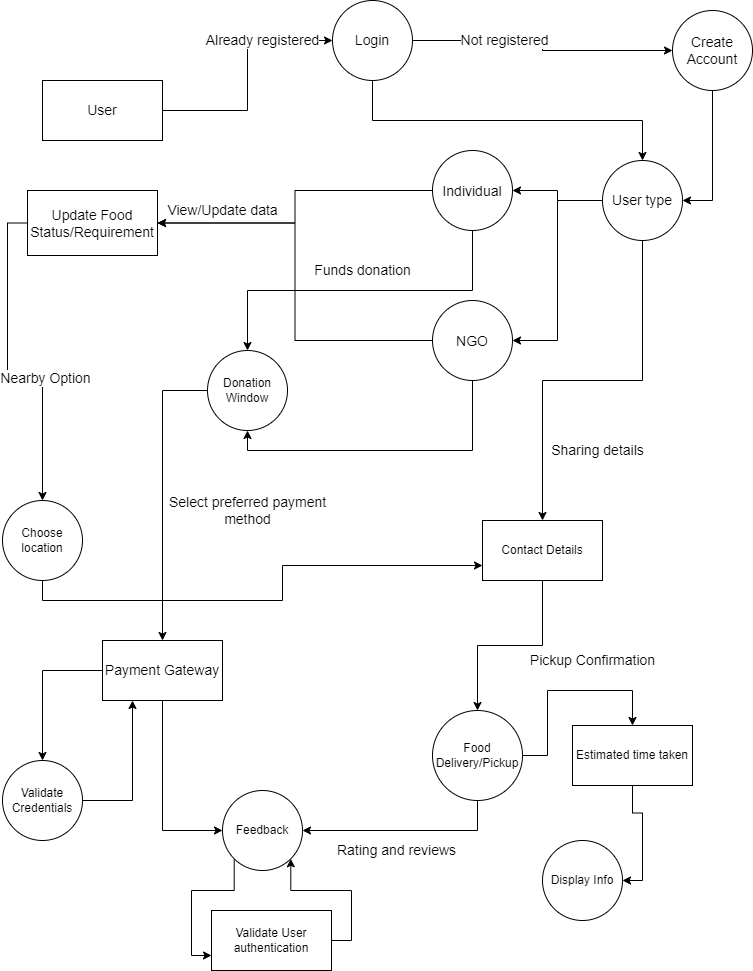 Already registered
Login
Not registered
Create
Account
User
Individual
User type
Update Food
Status/Requirement
View/Update data
Funds donation
NGO
Nearby Option
Donation
Window
Sharing details
Select preferred payment
method
Choose
location
Contact Details
Payment Gateway
Pickup Confirmation
Food
Delivery/Pickup
Estimated time taken
Validate
Credentials
Feedback
Rating and reviews
Display Info
Validate User
authentication